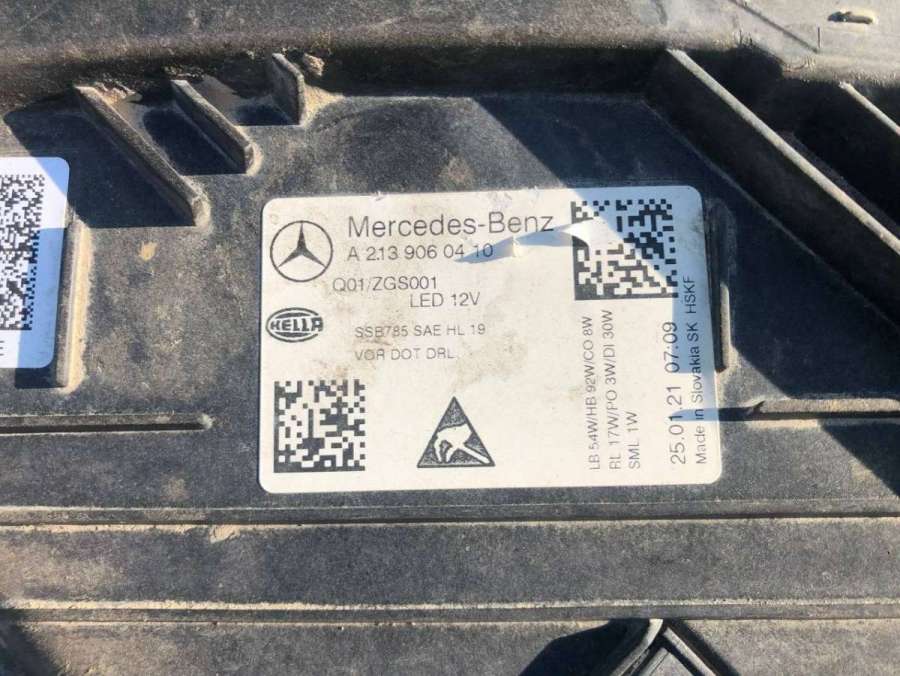 Mercedes-Benz
A 213 906 04 10
Q01/ZGS001
LED 12V
HELLA
SSB785 SAE HL 19
VOR DOT DRL
LB 54W/HB 92W/CO 8W
RL 17W/PO 3W/DI 30W
SML 1W
25.01.21 07:09
Made in Slovakia SK HSKF